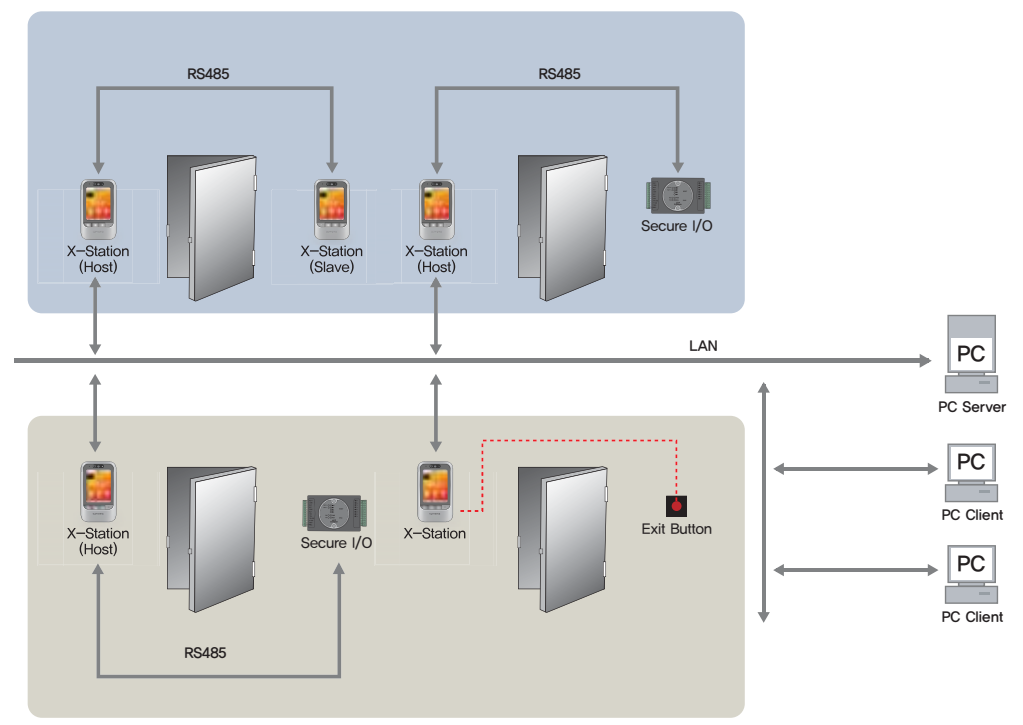 RS485
RS485
X-Station
(Host)
X-Station
(Slave)
X-Station
(Host)
Secure I/O
LAN
PC
PC Server
X-Station
(Host)
Secure I/O
X-Station
Exit Button
RS485
PC
PC Client
PC
PC Client